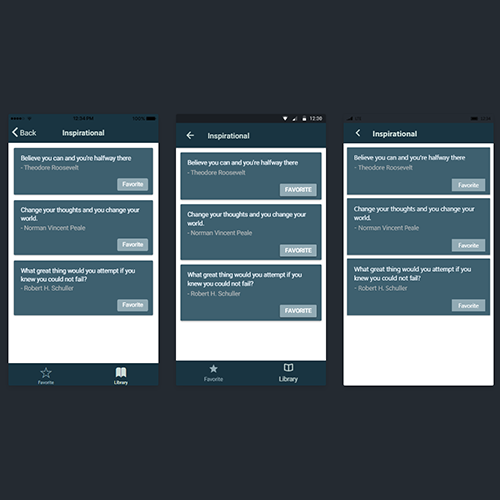 12:54 PM 100%
Back Inspirational
Believe you can and you're halfway there
- Theodore Roosevelt
Favorite
Change your thoughts and you change your
world.
- Norman Vincent Peale
Favorite
What great thing would you attempt if you
knew you could not fail?
- Robert H. Schuller
Favorite
Favorite Library
12:30
Inspirational
Believe you can and you're halfway there
- Theodore Roosevelt
FAVORITE
Change your thoughts and you change your
world.
- Norman Vincent Peale
FAVORITE
What great thing would you attempt if you
knew you could not fail?
- Robert H. Schuller
FAVORITE
Favorite Library
Inspirational
Believe you can and you're halfway there
- Theodore Roosevelt
Favorite
Change your thoughts and you change your
world.
- Norman Vincent Peale
Favorite
What great thing would you attempt if you
knew you could not fail?
- Robert H. Schuller
Favorite